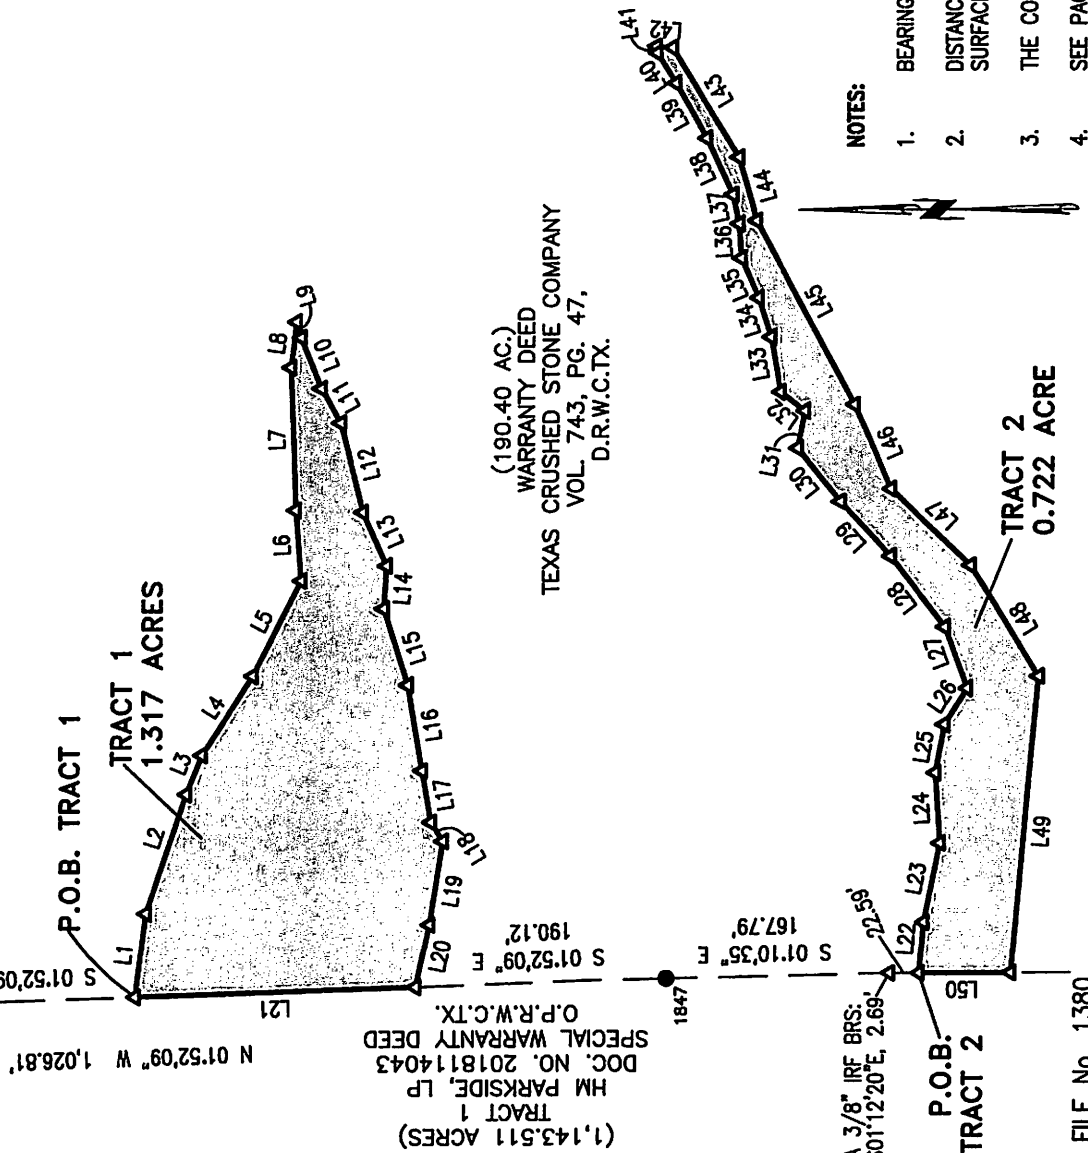 P.O.B. TRACT 1
TRACT 1
1.317 ACRES
S 01°52'09"
N 01°52'09" W 1,026.81'
L1
L2
L3
L4
L5
L6
L7
L8
L9
L10
L11
L12
L13
L14
L15
L16
L17
L18
L19
L20
L21
(190.40 AC.)
WARRANTY DEED
TEXAS CRUSHED STONE COMPANY
VOL. 743, PG. 47,
D.R.W.C.TX.
(1,143.511 ACRES)
TRACT 1
HM PARKSIDE, LP
DOC. NO. 2018114043
SPECIAL WARRANTY DEED
O.P.R.W.C.TX.
S 01°52'09" E
190.12'
1847
S 01°10'35" E
167.79'
22.59'
A 3/8" IRF BRS:
S01°12'20"E, 2.69'
P.O.B.
TRACT 2
L22
L23
L24
L25
L26
L27
L28
L29
L30
L31
L32
L33
L34
L35
L36
L37
L38
L39
L40
L41
L42
L43
L44
L45
L46
L47
L48
L49
L50
TRACT 2
0.722 ACRE
NOTES:
1. BEARING
2. DISTANC
SURFAC
3. THE CO
4. SEE PAG
FILE No. 1380